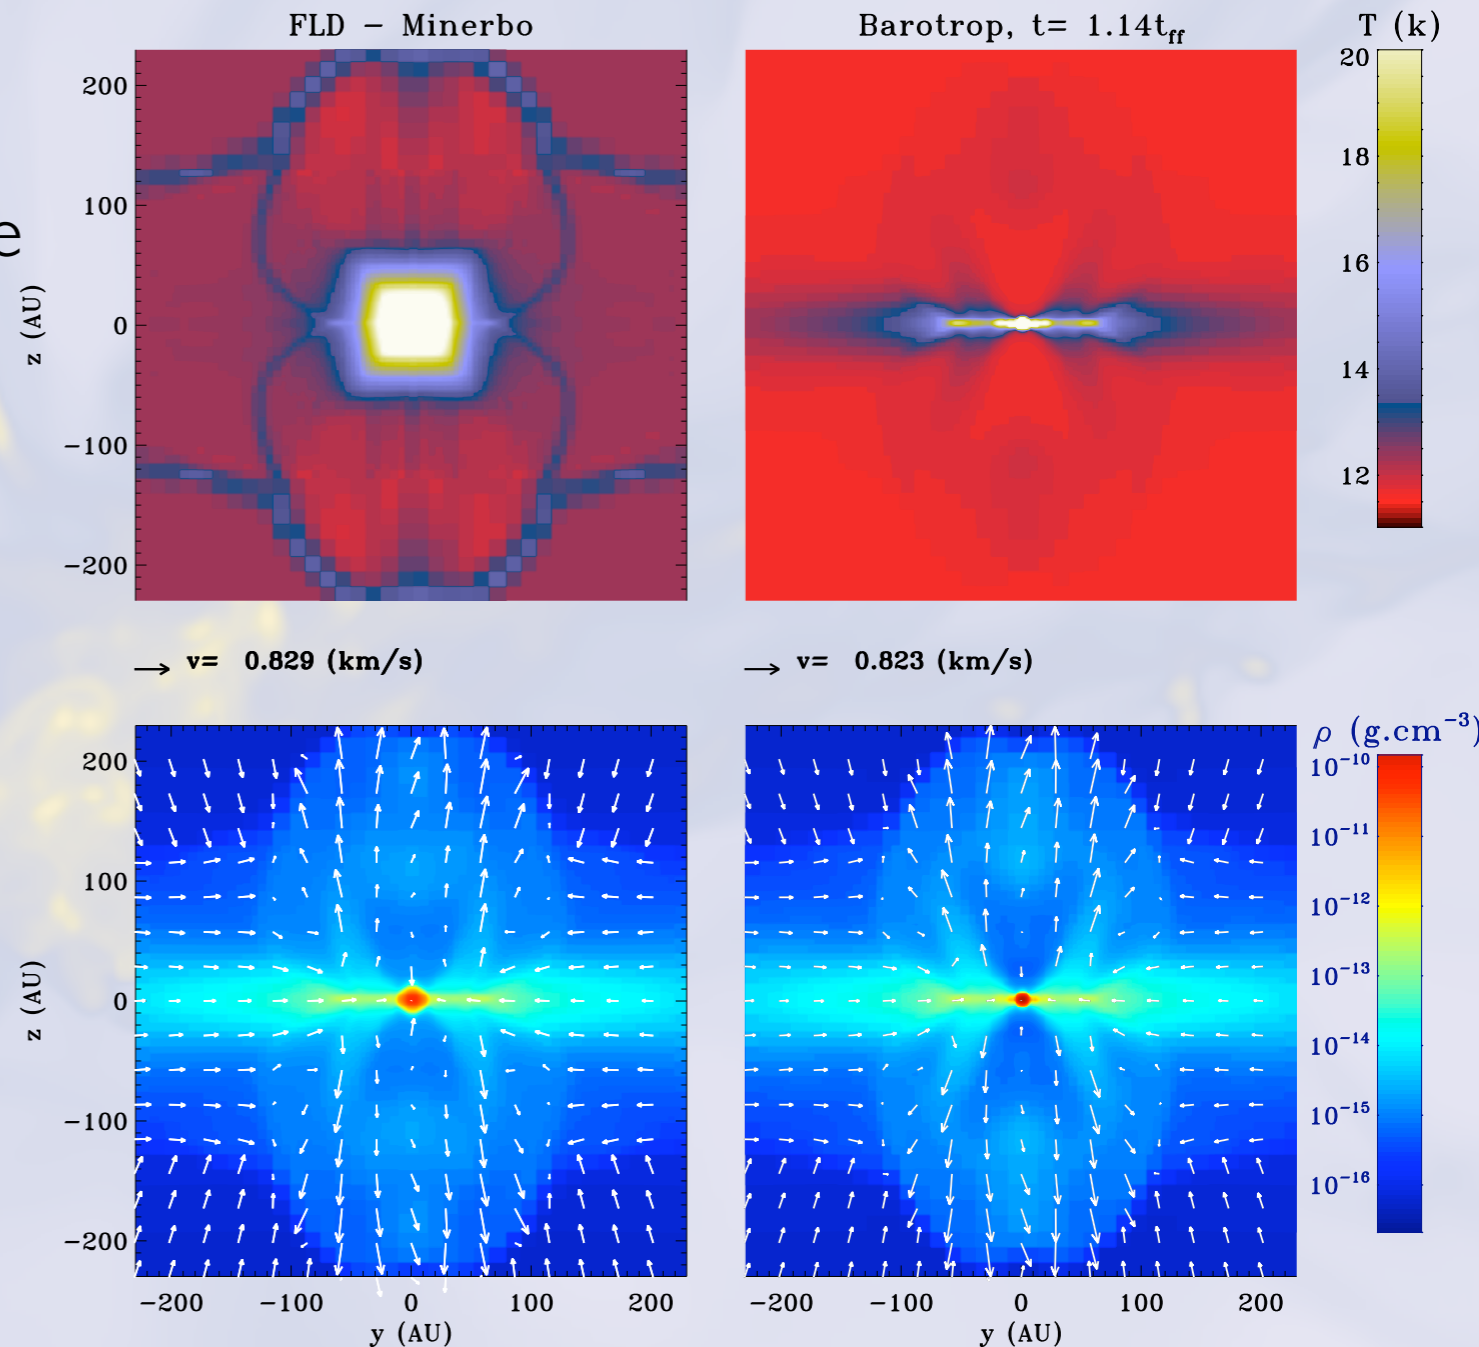 FLD − Minerbo
Barotrop, t= 1.14t_ff
T (k)
200
100
0
−100
−200
z (AU)
20
18
16
14
12
v= 0.829 (km/s)
v= 0.823 (km/s)
ρ (g.cm⁻³)
200
100
0
−100
−200
z (AU)
10⁻¹⁰
10⁻¹¹
10⁻¹²
10⁻¹³
10⁻¹⁴
10⁻¹⁵
10⁻¹⁶
−200 −100 0 100 200
y (AU)
−200 −100 0 100 200
y (AU)